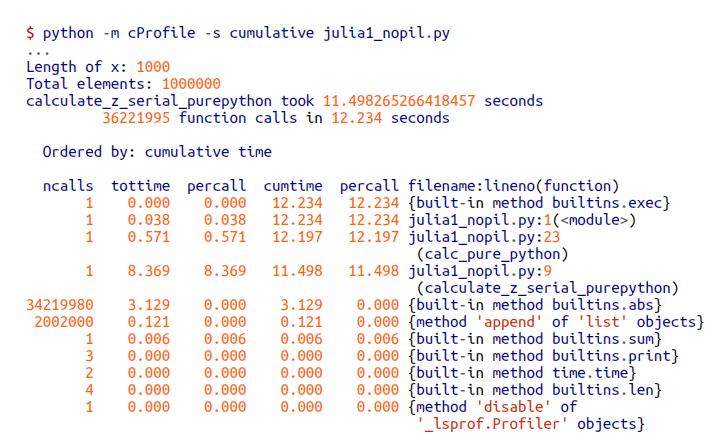 $ python -m cProfile -s cumulative julia1_nopil.py
...
Length of x: 1000
Total elements: 1000000
calculate_z_serial_purepython took 11.498265266418457 seconds
         36221995 function calls in 12.234 seconds
  Ordered by: cumulative time
  ncalls  tottime  percall  cumtime  percall filename:lineno(function)
       1    0.000    0.000   12.234   12.234 {built-in method builtins.exec}
       1    0.038    0.038   12.234   12.234 julia1_nopil.py:1(<module>)
       1    0.571    0.571   12.197   12.197 julia1_nopil.py:23
                                              (calc_pure_python)
       1    8.369    8.369   11.498   11.498 julia1_nopil.py:9
                                              (calculate_z_serial_purepython)
34219980    3.129    0.000    3.129    0.000 {built-in method builtins.abs}
 2002000    0.121    0.000    0.121    0.000 {method 'append' of 'list' objects}
       1    0.006    0.006    0.006    0.006 {built-in method builtins.sum}
       3    0.000    0.000    0.000    0.000 {built-in method builtins.print}
       2    0.000    0.000    0.000    0.000 {built-in method time.time}
       4    0.000    0.000    0.000    0.000 {built-in method builtins.len}
       1    0.000    0.000    0.000    0.000 {method 'disable' of
                                              '_lsprof.Profiler' objects}